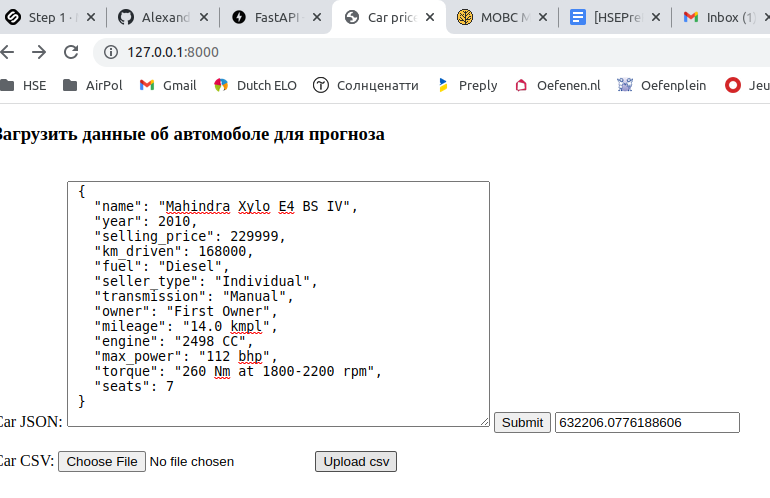 Step 1 ·
Alexand
FastAPI
Car price
MOBC M
[HSEPre
Inbox (1)
127.0.0.1:8000
HSE
AirPol
Gmail
Dutch ELO
Солнценатти
Preply
Oefenen.nl
Oefenplein
Jeu
Загрузить данные об автомоболе для прогноза
{
"name": "Mahindra Xylo E4 BS IV",
"year": 2010,
"selling_price": 229999,
"km_driven": 168000,
"fuel": "Diesel",
"seller_type": "Individual",
"transmission": "Manual",
"owner": "First Owner",
"mileage": "14.0 kmpl",
"engine": "2498 CC",
"max_power": "112 bhp",
"torque": "260 Nm at 1800-2200 rpm",
"seats": 7
}
Car JSON: Submit 632206.0776188606
Car CSV: Choose File No file chosen Upload csv